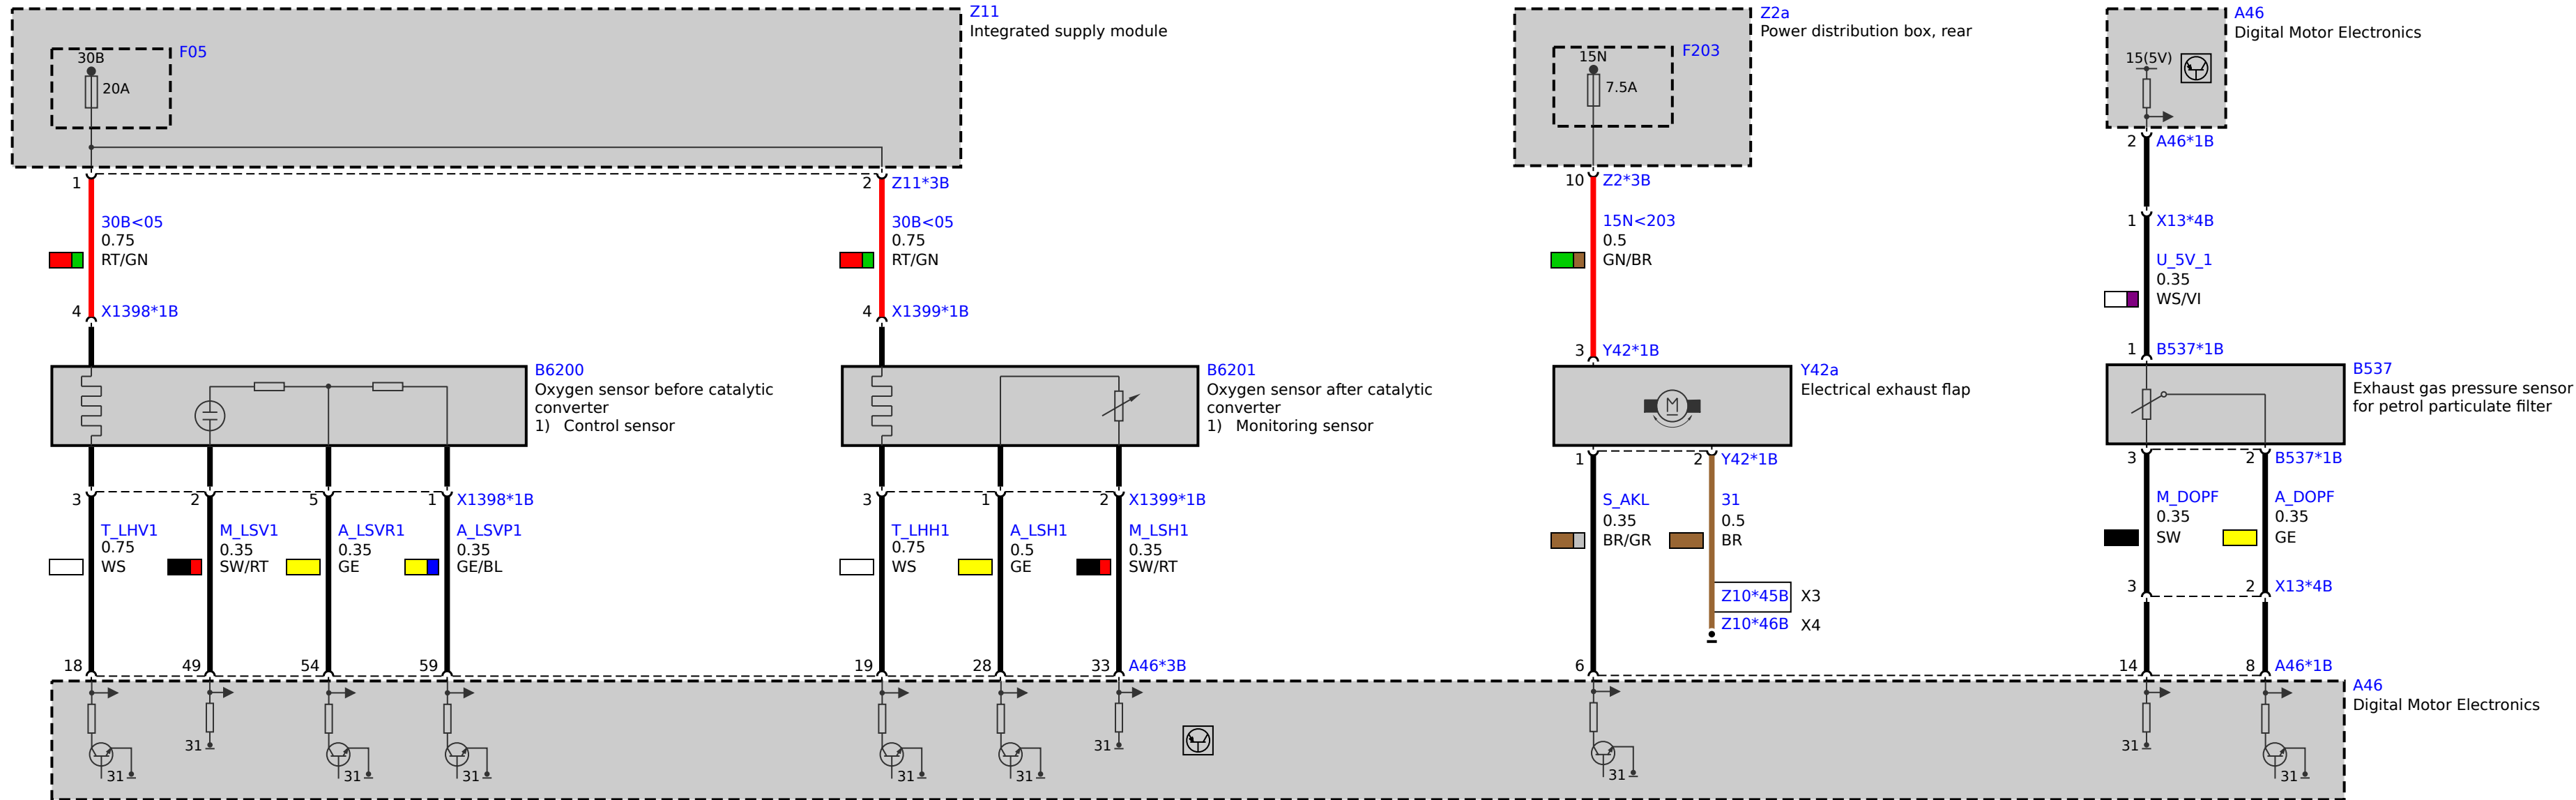 Z11
Integrated supply module
F05
30B
20A
Z2a
Power distribution box, rear
F203
15N
7.5A
A46
Digital Motor Electronics
15(5V)
1
2 Z11*3B
10 Z2*3B
2 A46*1B
30B<05
0.75
RT/GN
30B<05
0.75
RT/GN
15N<203
0.5
GN/BR
1 X13*4B
U_5V_1
0.35
WS/VI
4 X1398*1B
4 X1399*1B
3 Y42*1B
1 B537*1B
B6200
Oxygen sensor before catalytic
converter
1) Control sensor
B6201
Oxygen sensor after catalytic
converter
1) Monitoring sensor
M
Y42a
Electrical exhaust flap
B537
Exhaust gas pressure sensor
for petrol particulate filter
3 2 5 1 X1398*1B
3 1 2 X1399*1B
1 2 Y42*1B
3 2 B537*1B
T_LHV1
0.75
WS
M_LSV1
0.35
SW/RT
A_LSVR1
0.35
GE
A_LSVP1
0.35
GE/BL
T_LHH1
0.75
WS
A_LSH1
0.5
GE
M_LSH1
0.35
SW/RT
S_AKL
0.35
BR/GR
31
0.5
BR
M_DOPF
0.35
SW
A_DOPF
0.35
GE
Z10*45B X3
Z10*46B X4
3 2 X13*4B
18 49 54 59 19 28 33 A46*3B
6 14 8 A46*1B
A46
Digital Motor Electronics
31 31 31 31 31 31 31 31 31 31